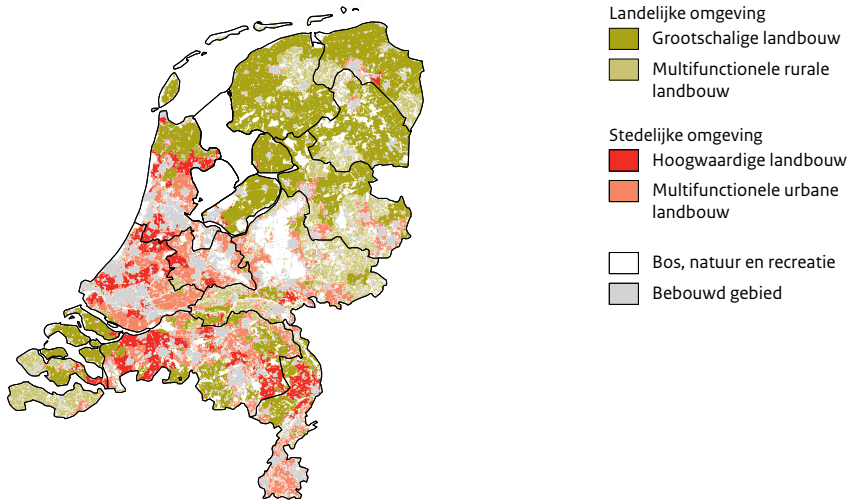 Landelijke omgeving
Grootschalige landbouw
Multifunctionele rurale
landbouw
Stedelijke omgeving
Hoogwaardige landbouw
Multifunctionele urbane
landbouw
Bos, natuur en recreatie
Bebouwd gebied